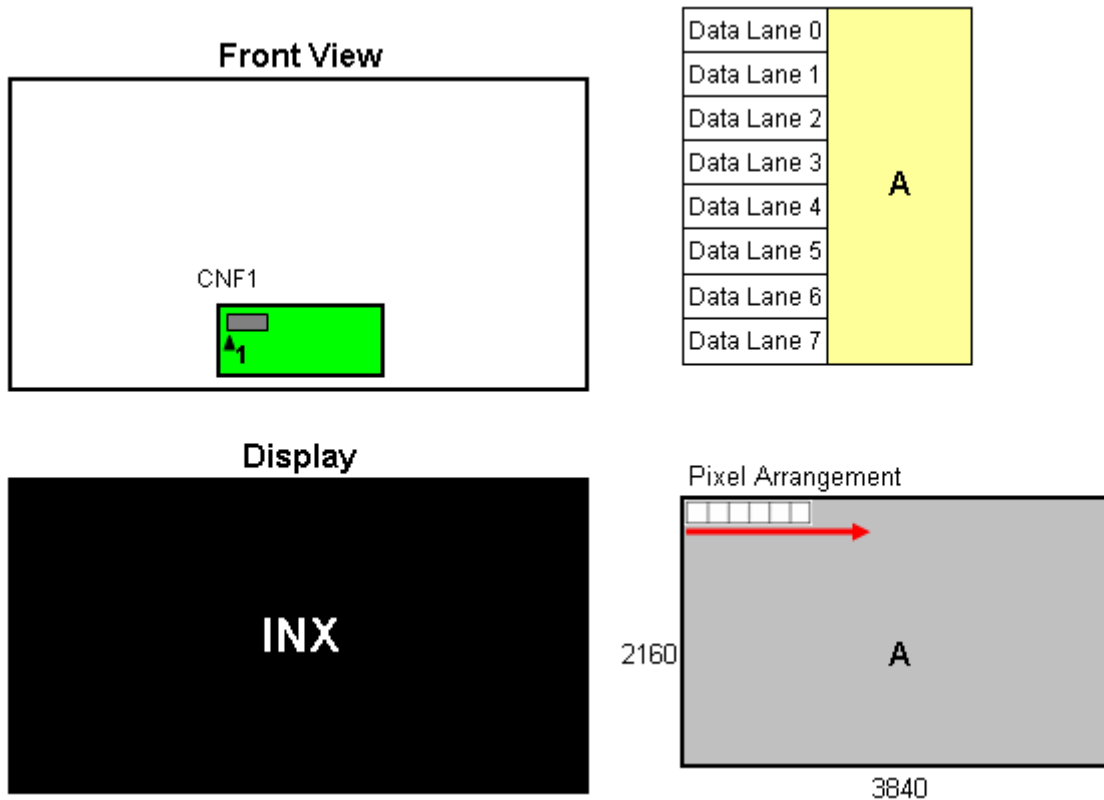 Front View
CNF1
1
Data Lane 0
Data Lane 1
Data Lane 2
Data Lane 3
Data Lane 4
Data Lane 5
Data Lane 6
Data Lane 7
A
Display
INX
Pixel Arrangement
2160
A
3840